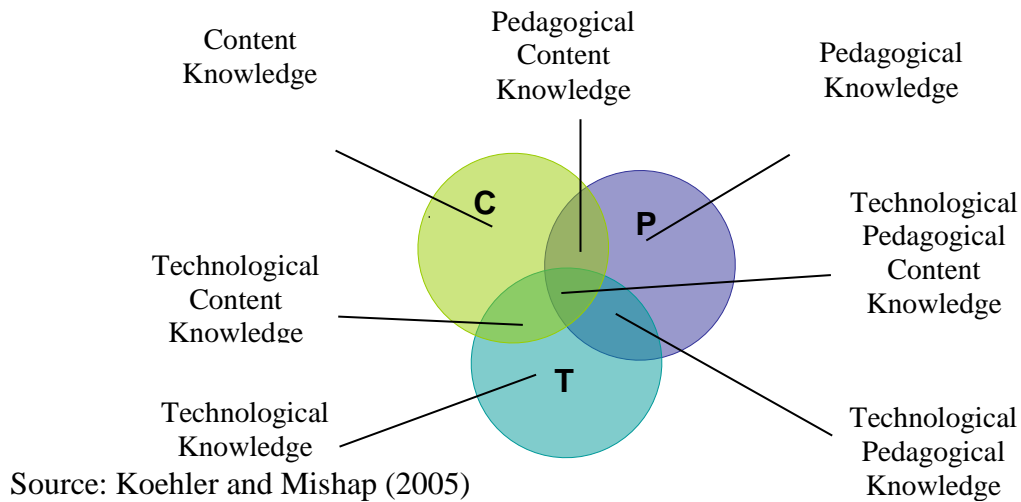 Content
Knowledge
Pedagogical
Content
Knowledge
Pedagogical
Knowledge
C
P
Technological
Pedagogical
Content
Knowledge
Technological
Content
Knowledge
T
Technological
Knowledge
Technological
Pedagogical
Knowledge
Source: Koehler and Mishap (2005)